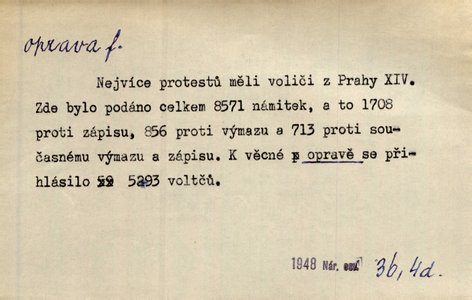 oprava f.
Nejvíce protestů měli voliči z Prahy XIV.
Zde bylo podáno celkem 8571 námitek, a to 1708
proti zápisu, 856 proti výmazu a 713 proti sou-
časnému výmazu a zápisu. K věcné opravě se při-
hlásilo 5293 voltčů.
1948 Nár. osv. 36, 4d.